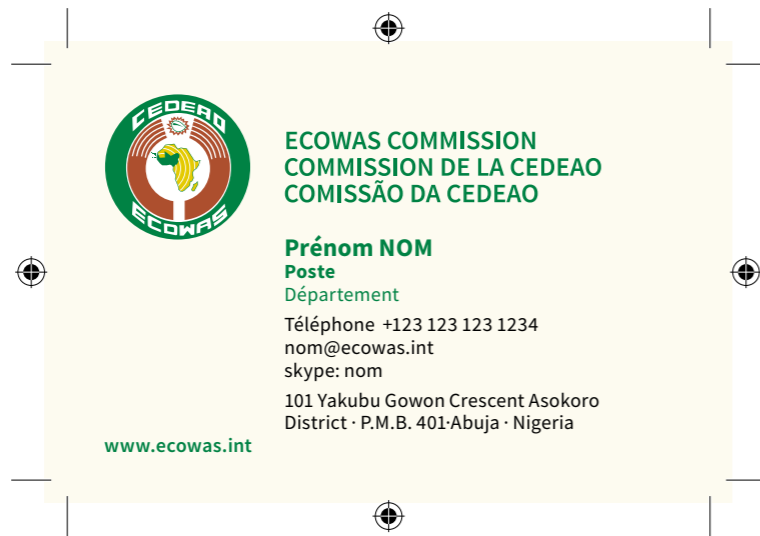 CEDEAO
ECOWAS
ECOWAS COMMISSION
COMMISSION DE LA CEDEAO
COMISSÃO DA CEDEAO
Prénom NOM
Poste
Département
Téléphone +123 123 123 1234
nom@ecowas.int
skype: nom
101 Yakubu Gowon Crescent Asokoro
District · P.M.B. 401·Abuja · Nigeria
www.ecowas.int